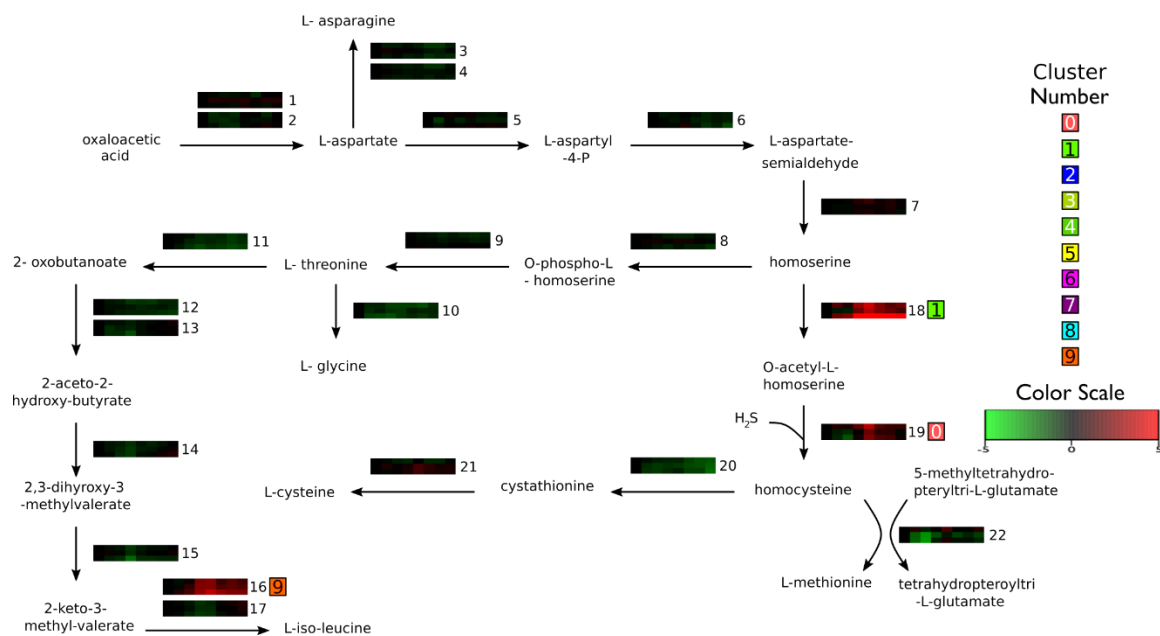 L- asparagine
3
4
1
2
5
6
oxaloacetic
acid
L-aspartate
L-aspartyl
-4-P
L-aspartate-
semialdehyde
7
11
9
8
2- oxobutanoate
L- threonine
O-phospho-L
- homoserine
homoserine
12
13
10
18 1
L- glycine
2-aceto-2-
hydroxy-butyrate
O-acetyl-L-
homoserine
H2S
19 0
14
21
20
2,3-dihyroxy-3
-methylvalerate
L-cysteine
cystathionine
homocysteine
5-methyltetrahydro-
pteryltri-L-glutamate
15
22
16 9
17
2-keto-3-
methyl-valerate
L-iso-leucine
L-methionine
tetrahydropteroyltri
-L-glutamate
Cluster
Number
0
1
2
3
4
5
6
7
8
9
Color Scale
-5 0 5